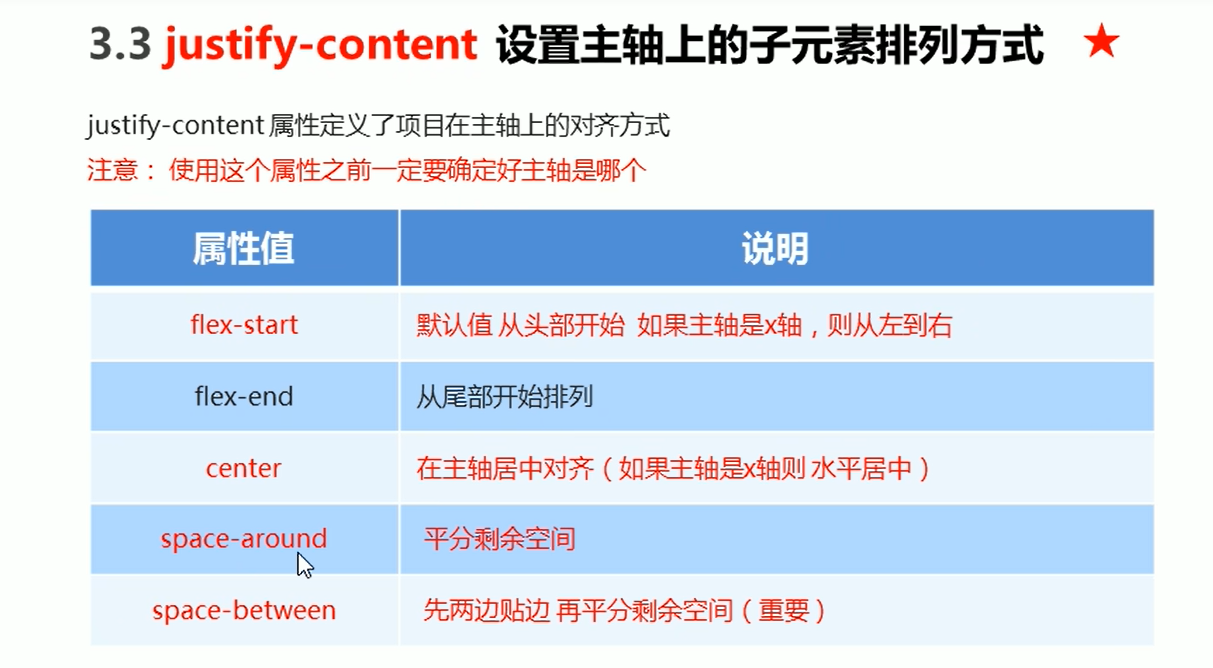 3.3 justify-content 设置主轴上的子元素排列方式
justify-content 属性定义了项目在主轴上的对齐方式
注意： 使用这个属性之前一定要确定好主轴是哪个
属性值 说明
flex-start 默认值 从头部开始 如果主轴是x轴，则从左到右
flex-end 从尾部开始排列
center 在主轴居中对齐（如果主轴是x轴则 水平居中）
space-around 平分剩余空间
space-between 先两边贴边 再平分剩余空间（重要）